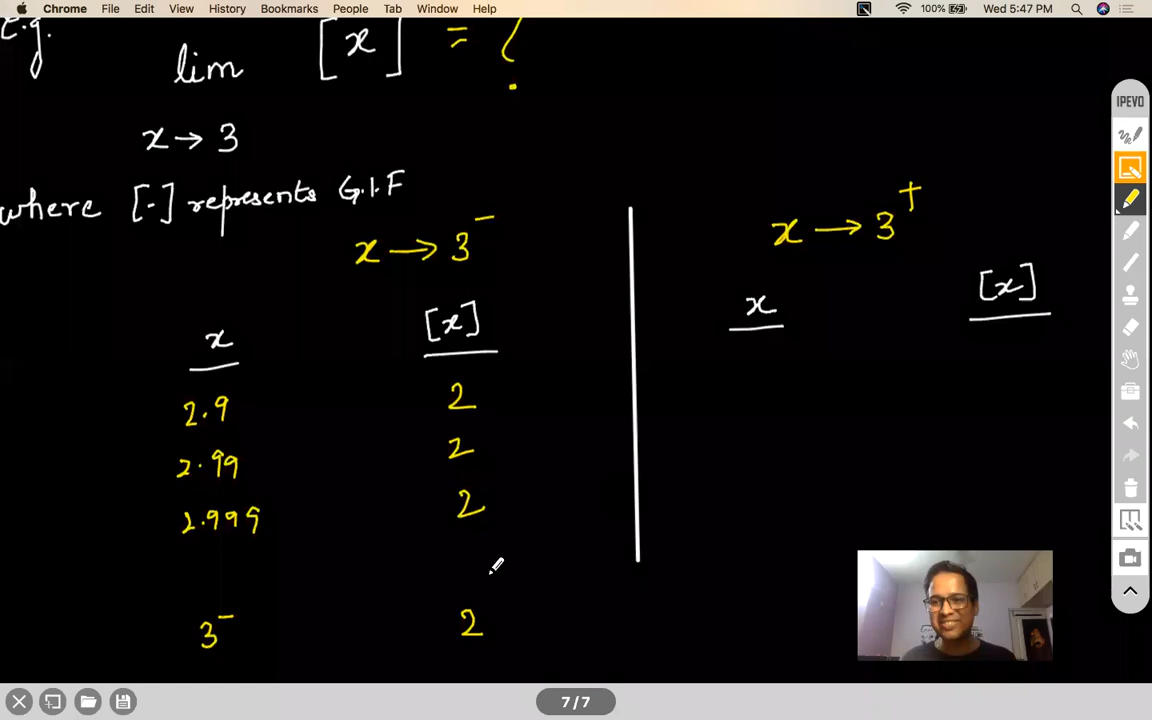 Chrome File Edit View History Bookmarks People Tab Window Help 100% Wed 5:47 PM
e.g. lim [x] = ?
x → 3
where [·] represents G.I.F
x → 3⁻
x [x]
2.9 2
2.99 2
2.999 2
3⁻ 2
x → 3⁺
x [x]
IPEVO
7/7